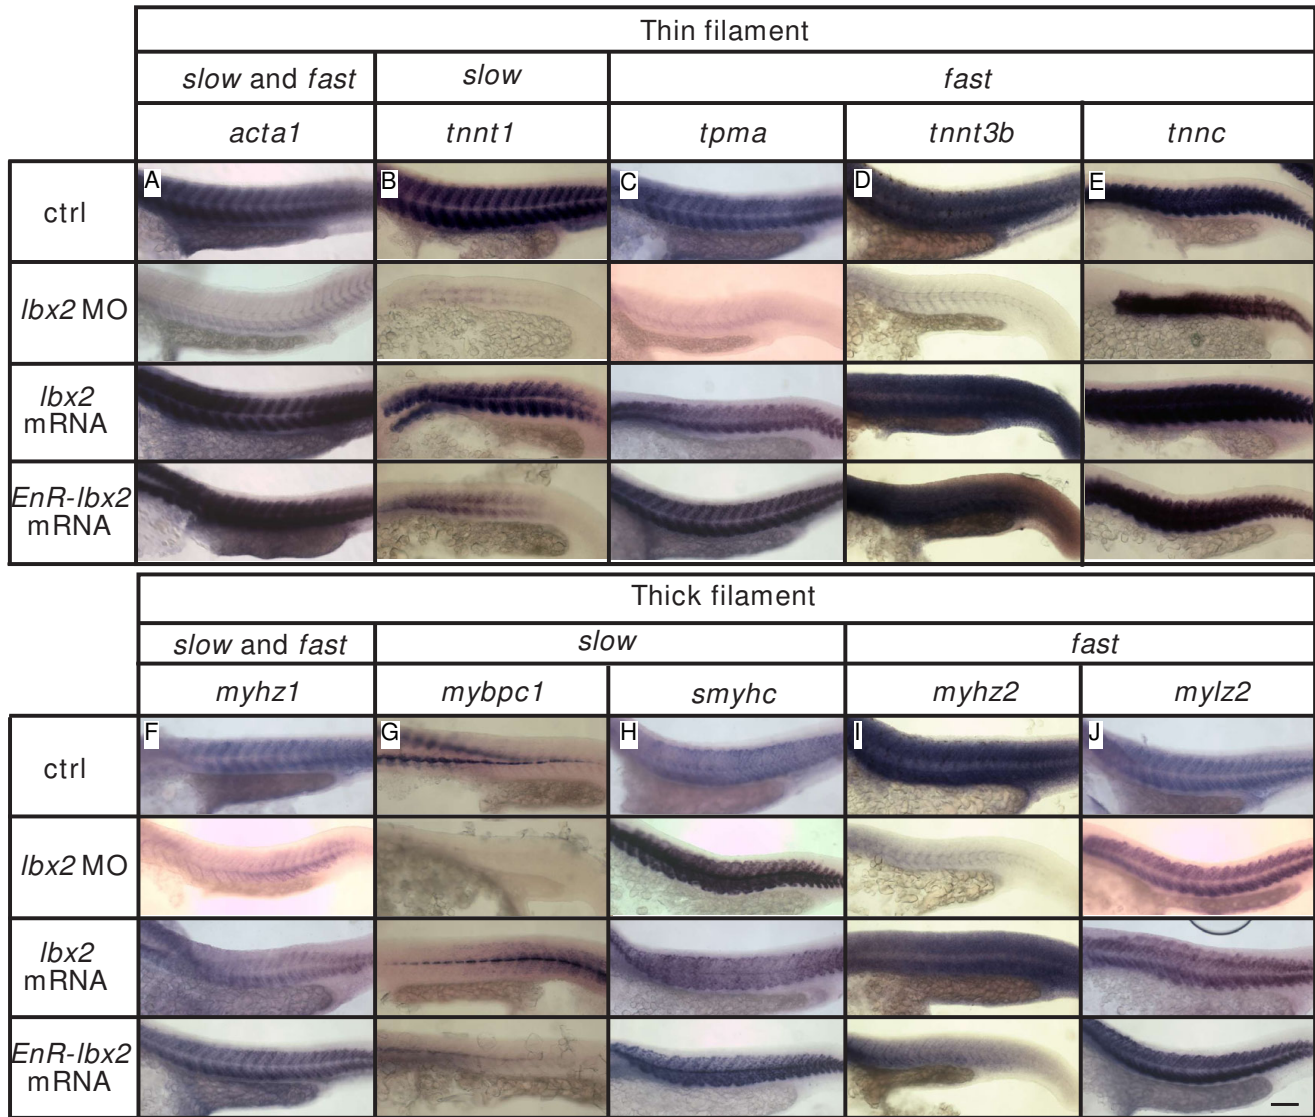 Thin filament
slow and fast
slow
fast
acta1
tnnt1
tpma
tnnt3b
tnnc
ctrl
A
B
C
D
E
lbx2 MO
lbx2
mRNA
EnR-lbx2
mRNA
Thick filament
slow and fast
slow
fast
myhz1
mybpc1
smyhc
myhz2
mylz2
ctrl
F
G
H
I
J
lbx2 MO
lbx2
mRNA
EnR-lbx2
mRNA